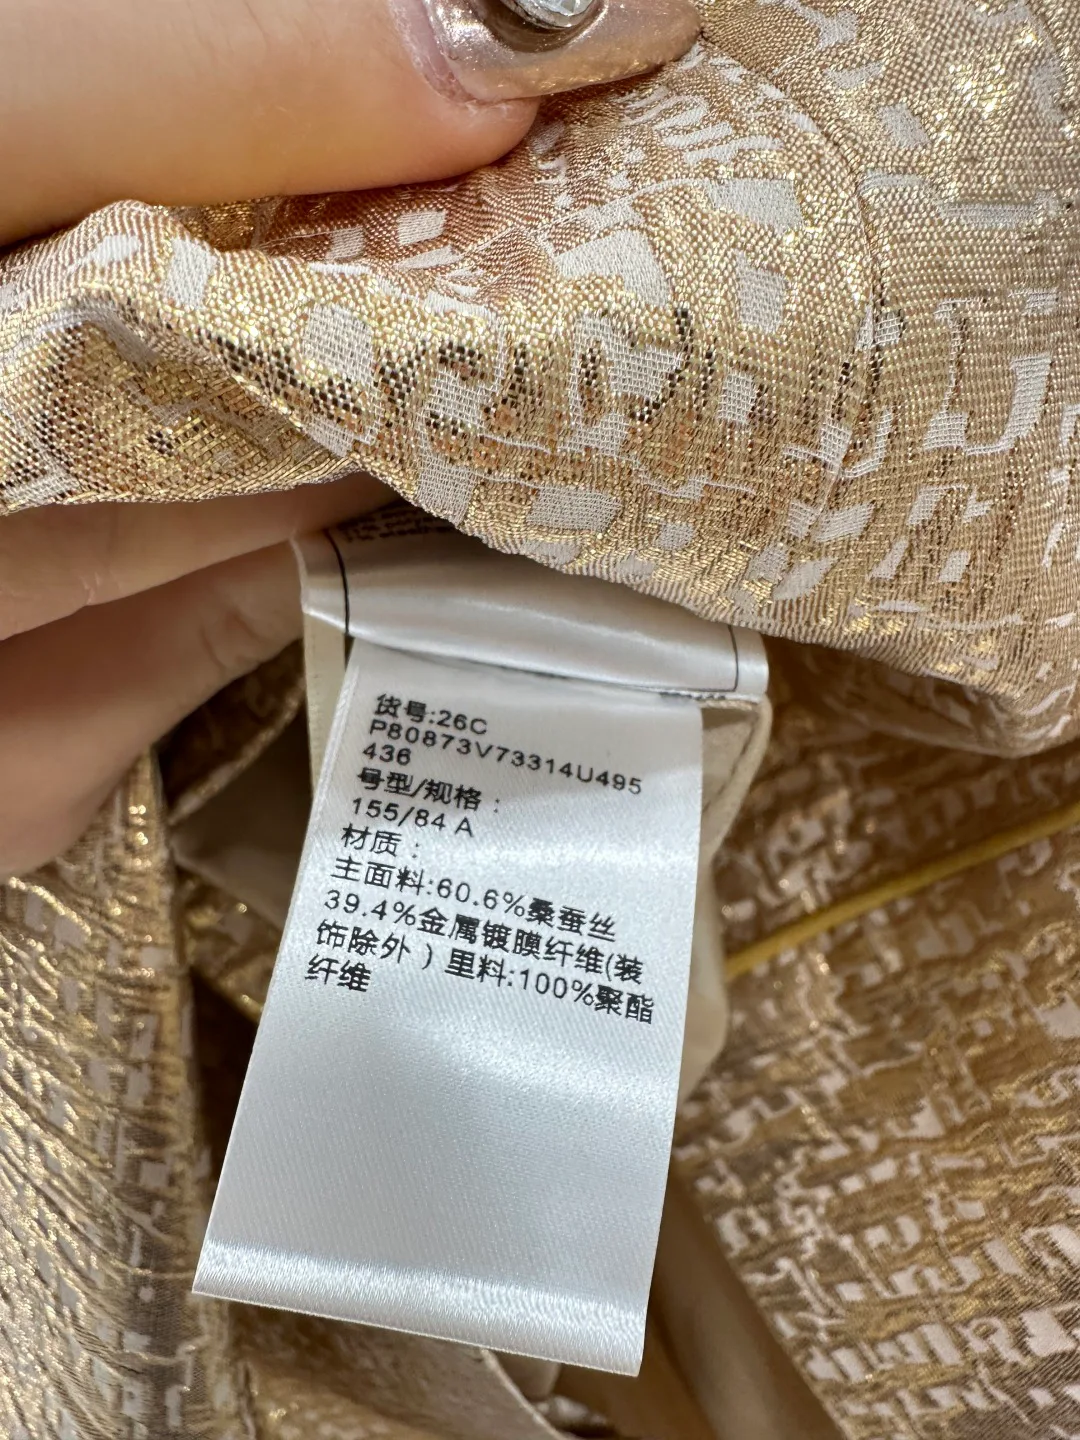 货号:26C
P80873V73314U495
436
号型/规格：
155/84 A
材质：
主面料:60.6%桑蚕丝
39.4%金属镀膜纤维(装
饰除外）里料:100%聚酯
纤维